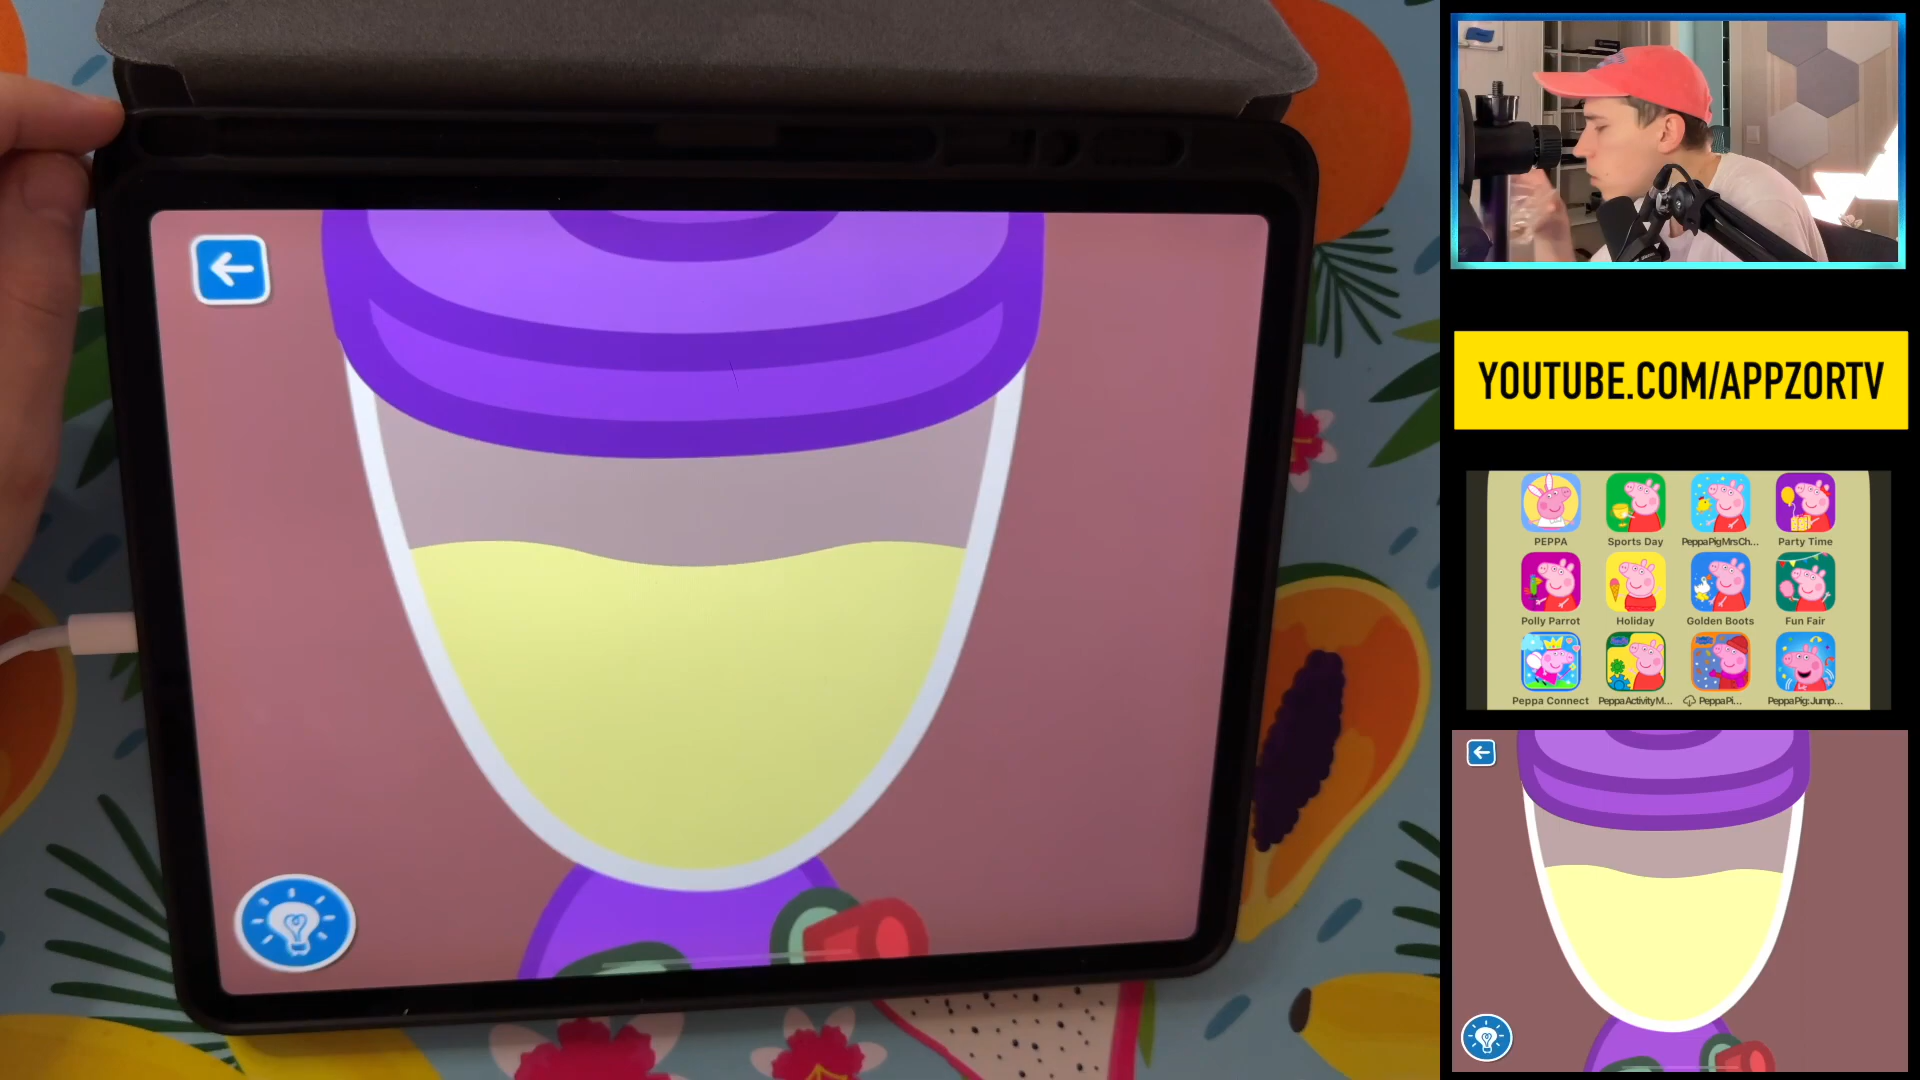 YOUTUBE.COM/APPZORTV
PEPPA
Sports Day
PeppaPigMrsCh...
Party Time
Polly Parrot
Holiday
Golden Boots
Fun Fair
Peppa Connect
PeppaActivityM...
PeppaPi...
PeppaPig:Jump...